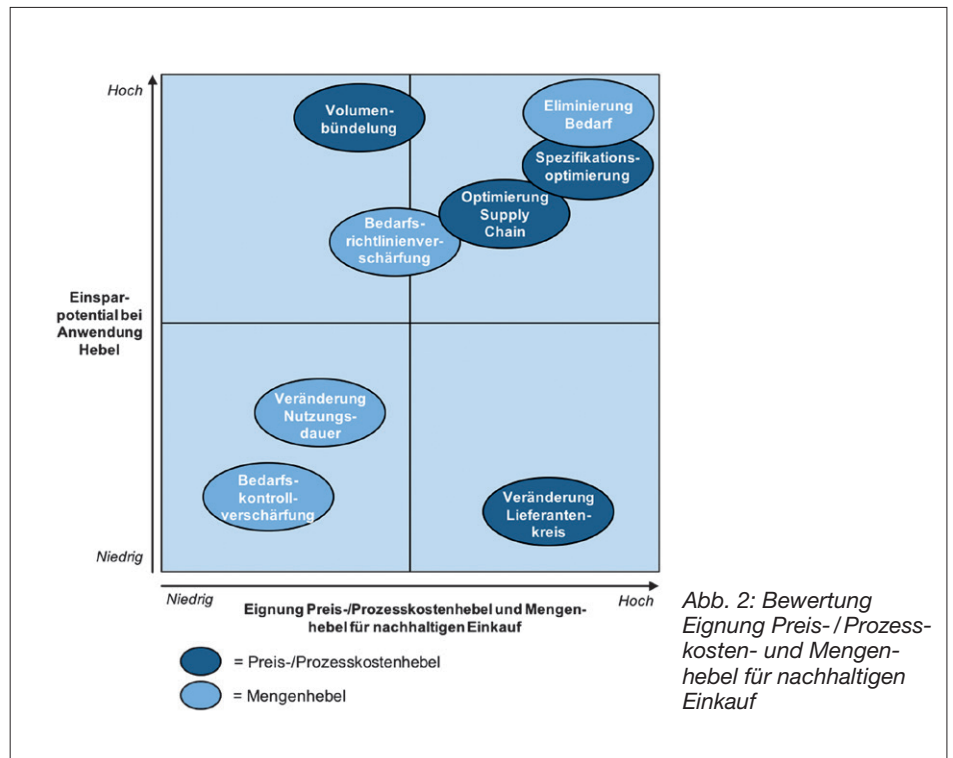 Hoch
Volumen-
bündelung
Eliminierung
Bedarf
Spezifikations-
optimierung
Optimierung
Supply
Chain
Bedarfs-
richtlinienver-
schärfung
Einspar-
potential bei
Anwendung
Hebel
Veränderung
Nutzungs-
dauer
Bedarfs-
kontroll-
verschärfung
Veränderung
Lieferanten-
kreis
Niedrig
Niedrig
Eignung Preis-/Prozesskostenhebel und Mengen-
hebel für nachhaltigen Einkauf
Hoch
= Preis-/Prozesskostenhebel
= Mengenhebel
Abb. 2: Bewertung
Eignung Preis- / Prozess-
kosten- und Mengen-
hebel für nachhaltigen
Einkauf